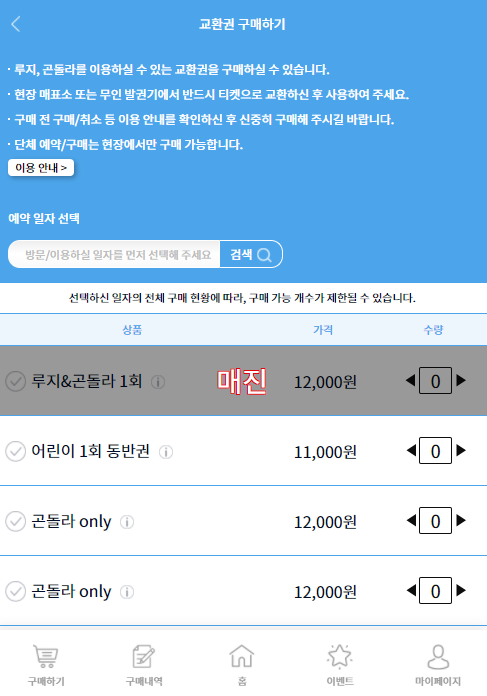 교환권 구매하기
· 루지, 곤돌라를 이용하실 수 있는 교환권을 구매하실 수 있습니다.
· 현장 매표소 또는 무인 발권기에서 반드시 티켓으로 교환하신 후 사용하여 주세요.
· 구매 전 구매/취소 등 이용 안내를 확인하신 후 신중히 구매해 주시길 바랍니다.
· 단체 예약/구매는 현장에서만 구매 가능합니다.
이용 안내 >
예약 일자 선택
방문/이용하실 일자를 먼저 선택해 주세요 검색
선택하신 일자의 전체 구매 현황에 따라, 구매 가능 개수가 제한될 수 있습니다.
상품 가격 수량
루지&곤돌라 1회 매진 12,000원 0
어린이 1회 동반권 11,000원 0
곤돌라 only 12,000원 0
곤돌라 only 12,000원 0
구매하기 구매내역 홈 이벤트 마이페이지